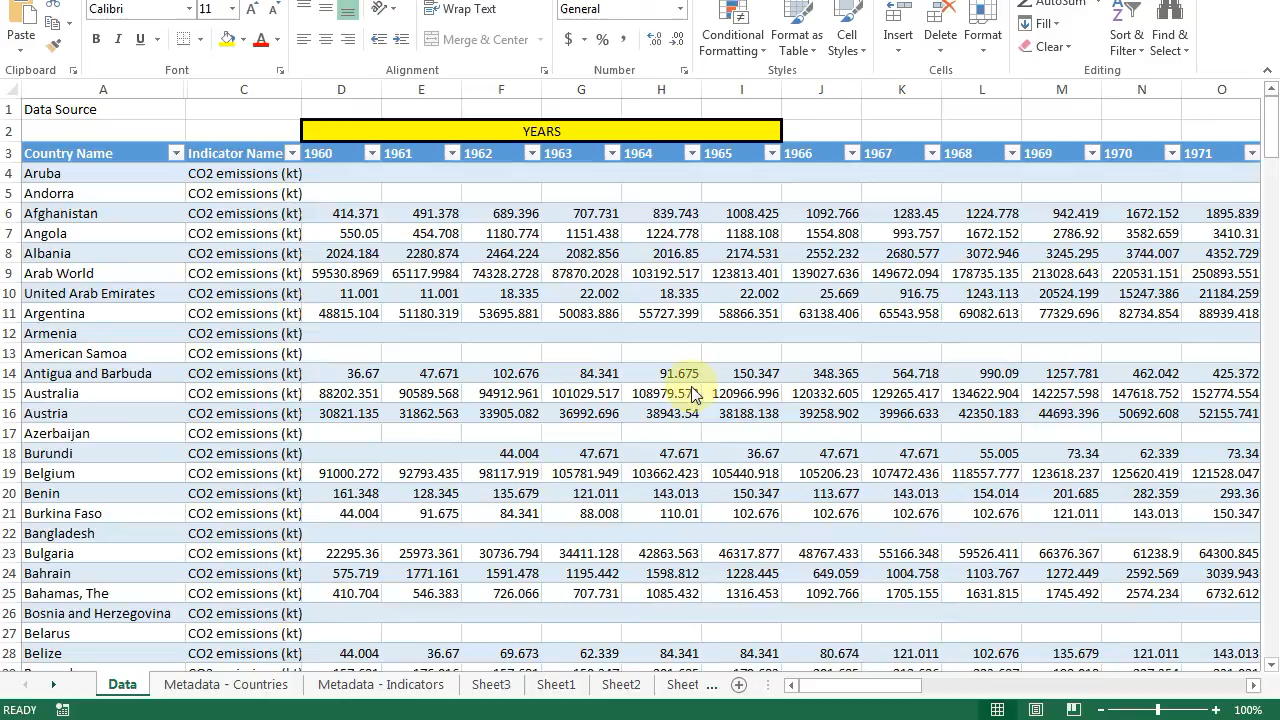 Calibri 11 Wrap Text General AutoSum
Paste B I U Merge & Center $ % , Conditional Formatting Format as Table Cell Styles Insert Delete Format Fill Clear Sort & Filter Find & Select
Clipboard Font Alignment Number Styles Cells Editing
A C D E F G H I J K L M N O
1 Data Source
2 YEARS
3 Country Name Indicator Name 1960 1961 1962 1963 1964 1965 1966 1967 1968 1969 1970 1971
4 Aruba CO2 emissions (kt)
5 Andorra CO2 emissions (kt)
6 Afghanistan CO2 emissions (kt) 414.371 491.378 689.396 707.731 839.743 1008.425 1092.766 1283.45 1224.778 942.419 1672.152 1895.839
7 Angola CO2 emissions (kt) 550.05 454.708 1180.774 1151.438 1224.778 1188.108 1554.808 993.757 1672.152 2786.92 3582.659 3410.31
8 Albania CO2 emissions (kt) 2024.184 2280.874 2464.224 2082.856 2016.85 2174.531 2552.232 2680.577 3072.946 3245.295 3744.007 4352.729
9 Arab World CO2 emissions (kt) 59530.8969 65117.9984 74328.2728 87870.2028 103192.517 123813.401 139027.636 149672.094 178735.135 213028.643 220531.151 250893.551
10 United Arab Emirates CO2 emissions (kt) 11.001 11.001 18.335 22.002 18.335 22.002 25.669 916.75 1243.113 20524.199 15247.386 21184.259
11 Argentina CO2 emissions (kt) 48815.104 51180.319 53695.881 50083.886 55727.399 58866.351 63138.406 65543.958 69082.613 77329.696 82734.854 88939.418
12 Armenia CO2 emissions (kt)
13 American Samoa CO2 emissions (kt)
14 Antigua and Barbuda CO2 emissions (kt) 36.67 47.671 102.676 84.341 91.675 150.347 348.365 564.718 990.09 1257.781 462.042 425.372
15 Australia CO2 emissions (kt) 88202.351 90589.568 94912.961 101029.517 120966.996 120332.605 129265.417 134622.904 142257.598 147618.752 152774.554
16 Austria CO2 emissions (kt) 30821.135 31862.563 33905.082 36992.696 38943.54 38188.138 39258.902 39966.633 42350.183 44693.396 50692.608 52155.741
17 Azerbaijan CO2 emissions (kt)
18 Burundi CO2 emissions (kt) 44.004 47.671 47.671 36.67 47.671 47.671 55.005 73.34 62.339 73.34
19 Belgium CO2 emissions (kt) 91000.272 92793.435 98117.919 105781.949 103662.423 105440.918 105206.23 107472.436 118557.777 123618.237 125620.419 121528.047
20 Benin CO2 emissions (kt) 161.348 128.345 135.679 121.011 143.013 150.347 113.677 143.013 154.014 201.685 282.359 293.36
21 Burkina Faso CO2 emissions (kt) 44.004 91.675 84.341 88.008 110.01 102.676 102.676 102.676 102.676 121.011 143.013 150.347
22 Bangladesh CO2 emissions (kt)
23 Bulgaria CO2 emissions (kt) 22295.36 25973.361 30736.794 34411.128 42863.563 46317.877 48767.433 55166.348 59526.411 66376.367 61238.9 64300.845
24 Bahrain CO2 emissions (kt) 575.719 1771.161 1591.478 1195.442 1598.812 1228.445 649.059 1004.758 1103.767 1272.449 2592.569 3039.943
25 Bahamas, The CO2 emissions (kt) 410.704 546.383 726.066 707.731 1085.432 1316.453 1092.766 1705.155 1631.815 1745.492 2574.234 6732.612
26 Bosnia and Herzegovina CO2 emissions (kt)
27 Belarus CO2 emissions (kt)
28 Belize CO2 emissions (kt) 44.004 36.67 69.673 62.339 84.341 84.341 80.674 121.011 102.676 135.679 121.011 143.013
Data Metadata - Countries Metadata - Indicators Sheet3 Sheet1 Sheet2 Sheet ...
READY 100%